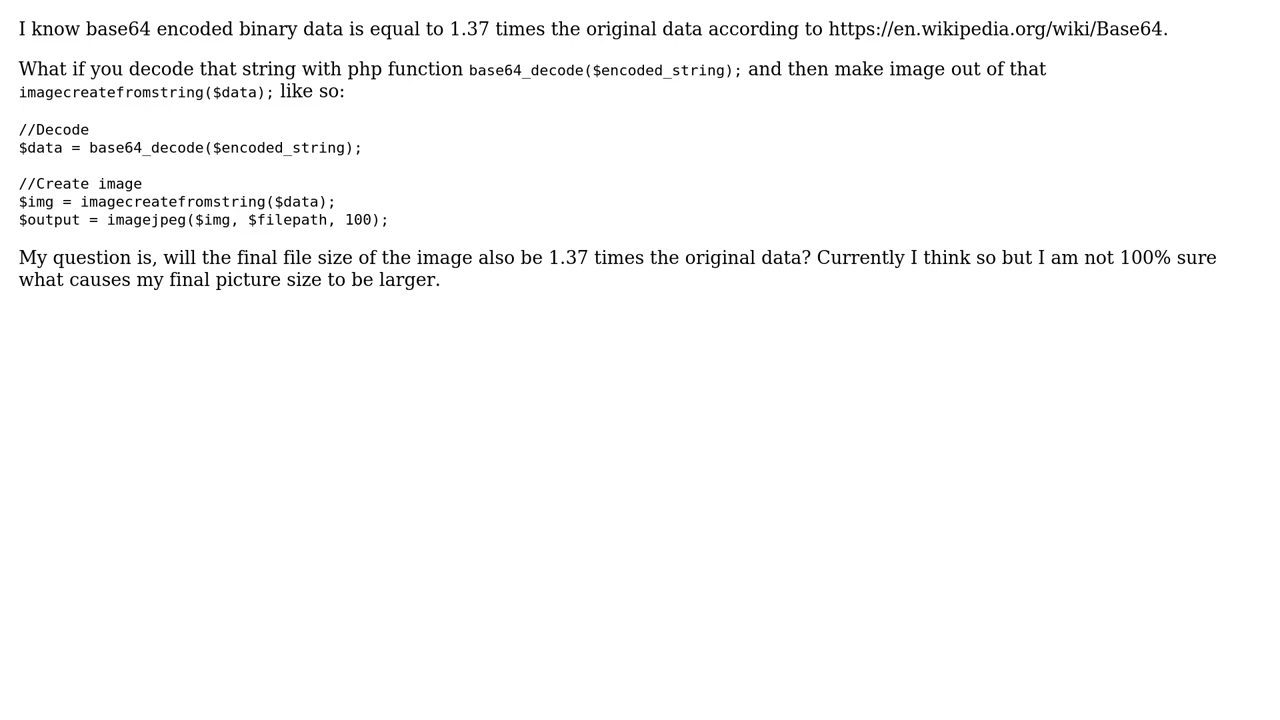 I know base64 encoded binary data is equal to 1.37 times the original data according to https://en.wikipedia.org/wiki/Base64.
What if you decode that string with php function base64_decode($encoded_string); and then make image out of that
imagecreatefromstring($data); like so:
//Decode
$data = base64_decode($encoded_string);
//Create image
$img = imagecreatefromstring($data);
$output = imagejpeg($img, $filepath, 100);
My question is, will the final file size of the image also be 1.37 times the original data? Currently I think so but I am not 100% sure
what causes my final picture size to be larger.